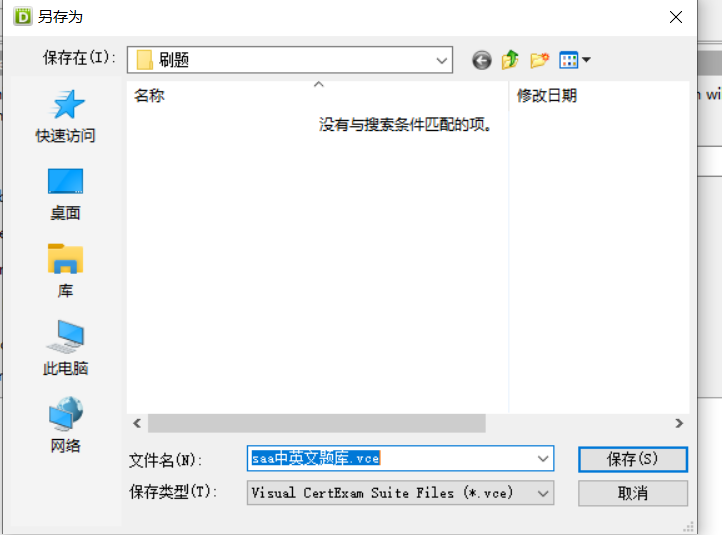 另存为
保存在(I):
刷题
名称
修改日期
没有与搜索条件匹配的项。
快速访问
桌面
库
此电脑
网络
文件名(N):
saa中英文题库.vce
保存(S)
保存类型(T):
Visual CertExam Suite Files (*.vce)
取消